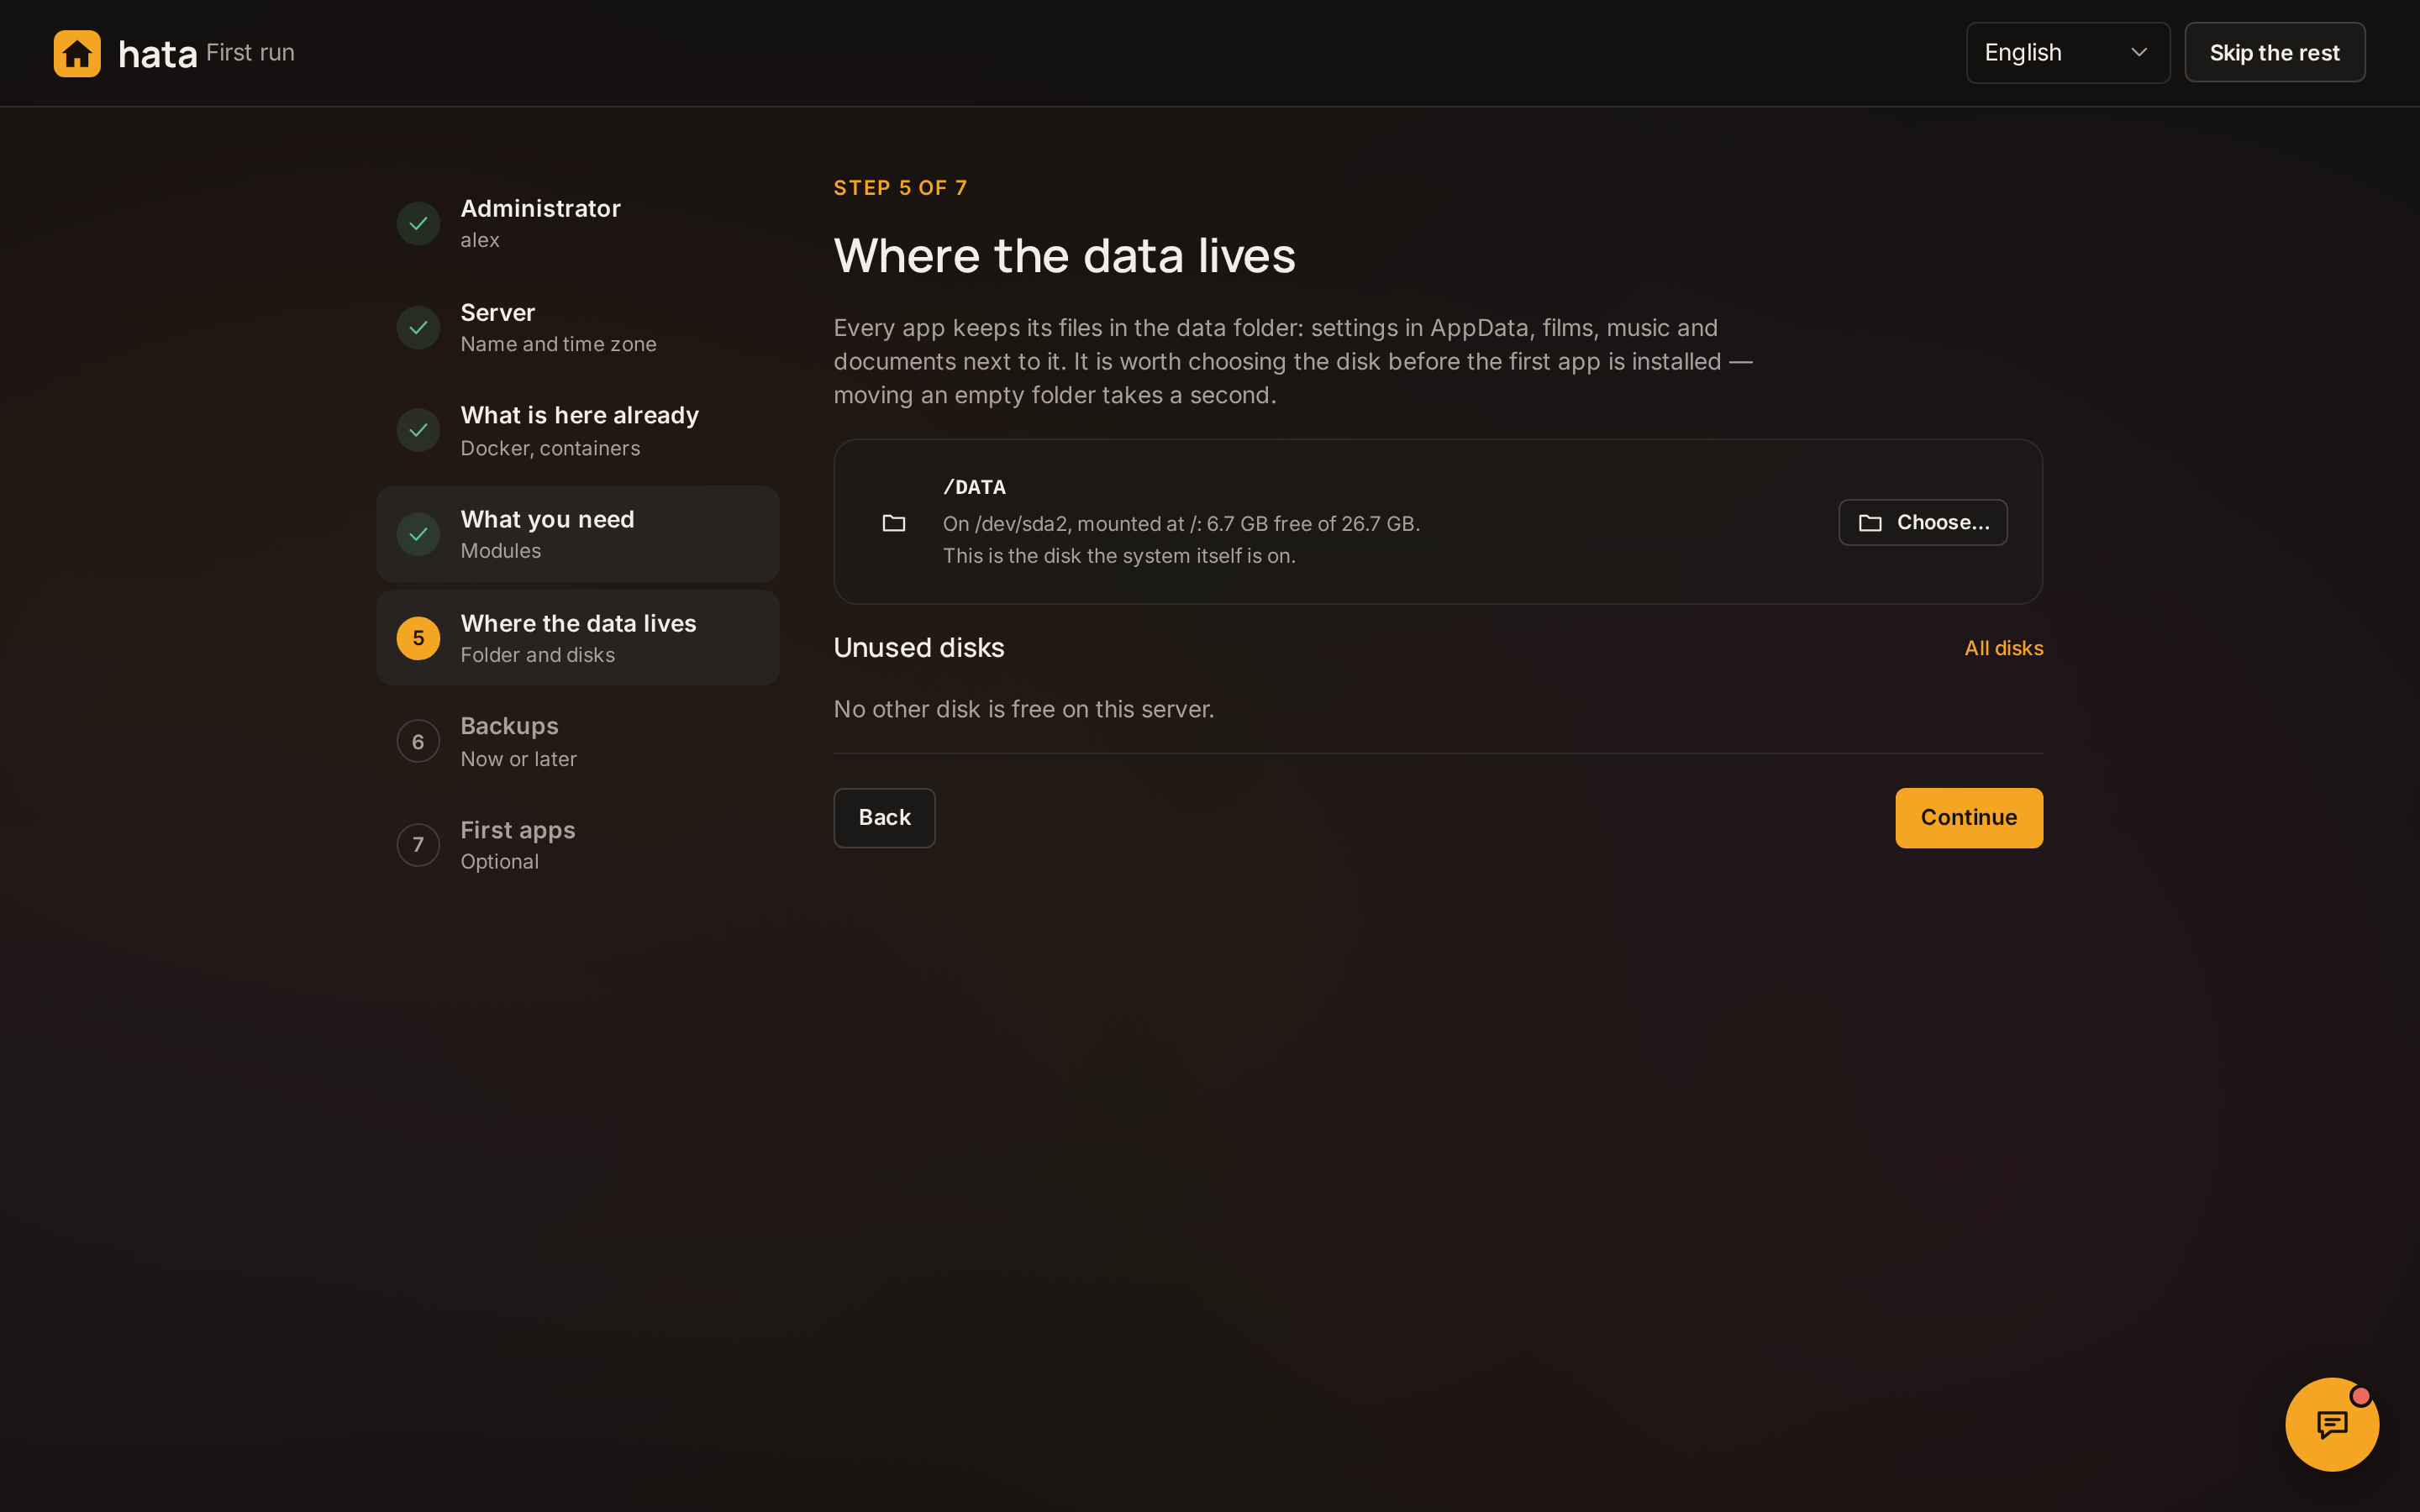 hata First run
English
Skip the rest
Administrator
alex
Server
Name and time zone
What is here already
Docker, containers
What you need
Modules
5
Where the data lives
Folder and disks
6
Backups
Now or later
7
First apps
Optional
STEP 5 OF 7
Where the data lives
Every app keeps its files in the data folder: settings in AppData, films, music and
documents next to it. It is worth choosing the disk before the first app is installed —
moving an empty folder takes a second.
/DATA
On /dev/sda2, mounted at /: 6.7 GB free of 26.7 GB.
This is the disk the system itself is on.
Choose...
Unused disks
All disks
No other disk is free on this server.
Back
Continue